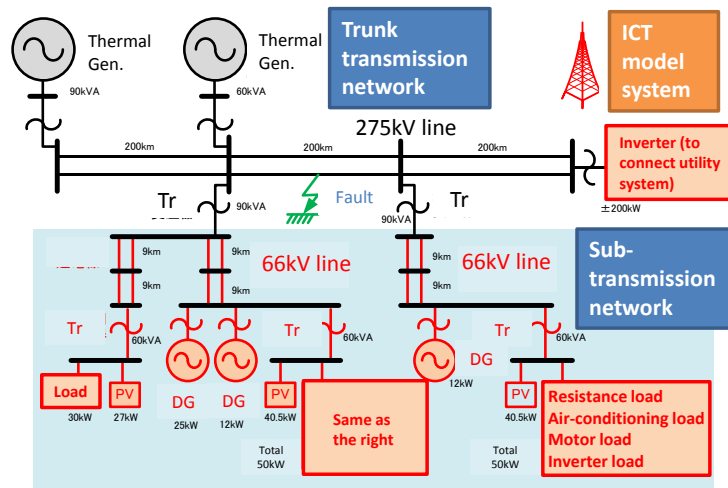 Thermal
Gen.
90kVA
Thermal
Gen.
60kVA
Trunk
transmission
network
ICT
model
system
275kV line
200km
200km
200km
Inverter (to
connect utility
system)
±200kW
Tr
90kVA
Fault
Tr
90kVA
Sub-
transmission
network
9km
9km
66kV line
9km
66kV line
9km
9km
9km
Tr
60kVA
Tr
60kVA
Tr
60kVA
Load
30kW
PV
27kW
DG
25kW
DG
12kW
PV
40.5kW
Same as
the right
Total
50kW
DG
12kW
PV
40.5kW
Resistance load
Air-conditioning load
Motor load
Inverter load
Total
50kW